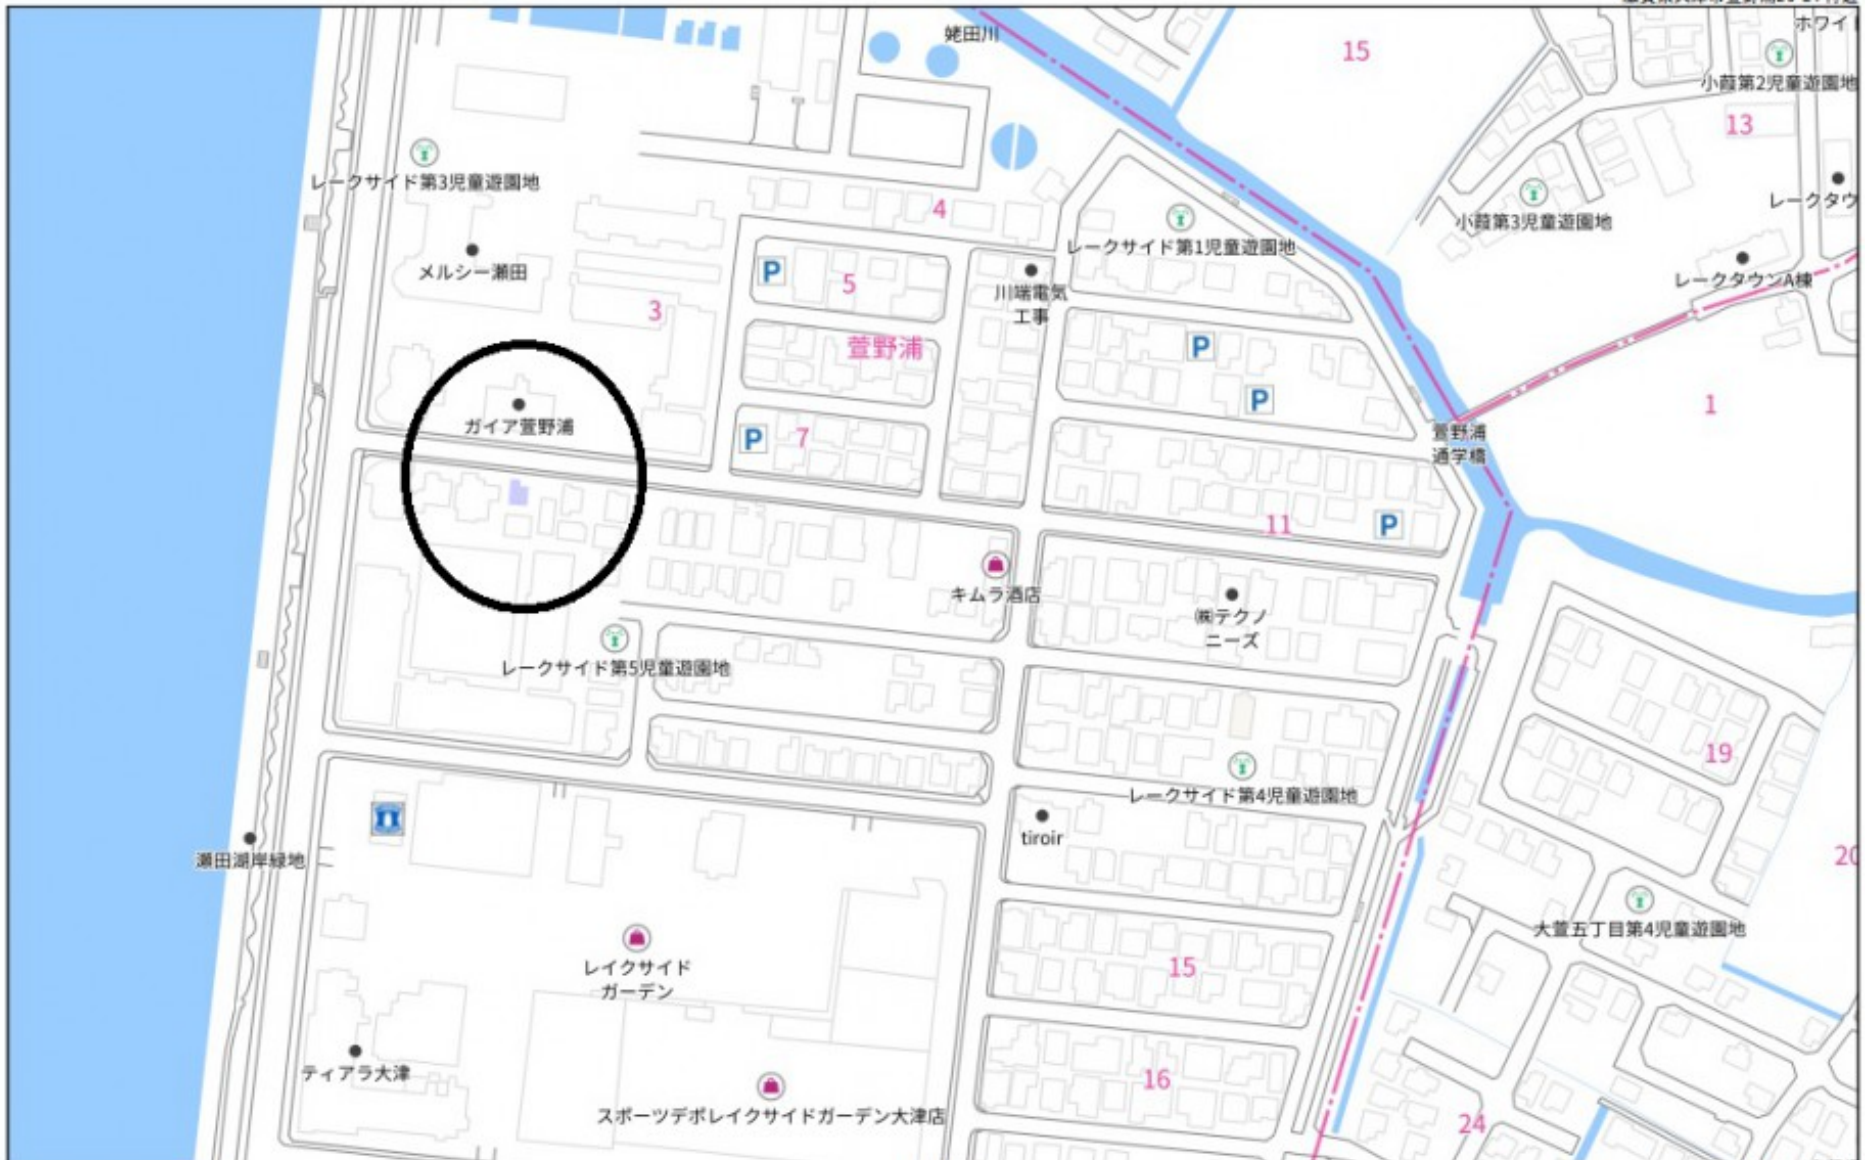 ホワイト
姥田川
15
小葭第2児童遊園地
13
レークサイド第3児童遊園地
レークタウ
4
小葭第3児童遊園地
レークサイド第1児童遊園地
メルシー瀬田
P
5
川端電気
工事
レークタウンA棟
3
萱野浦
P
P
1
ガイア萱野浦
P
7
萱野浦
通学橋
11
P
キムラ酒店
㈱テクノ
ニーズ
レークサイド第5児童遊園地
19
レークサイド第4児童遊園地
tiroir
瀬田湖岸緑地
20
大萱五丁目第4児童遊園地
レイクサイド
ガーデン
15
ティアラ大津
16
スポーツデポレイクサイドガーデン大津店
24